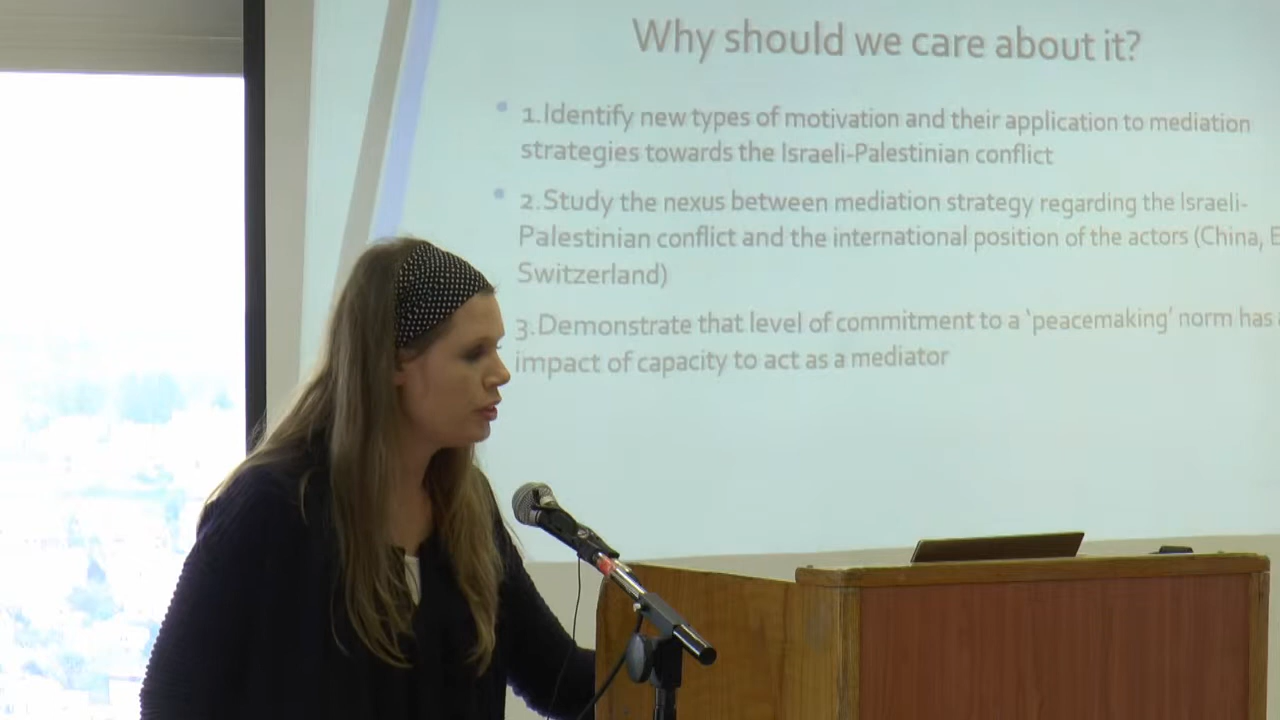 Why should we care about it?
1.Identify new types of motivation and their application to mediation
strategies towards the Israeli-Palestinian conflict
2.Study the nexus between mediation strategy regarding the Israeli-
Palestinian conflict and the international position of the actors (China,
Switzerland)
3.Demonstrate that level of commitment to a ‘peacemaking’ norm has
impact of capacity to act as a mediator